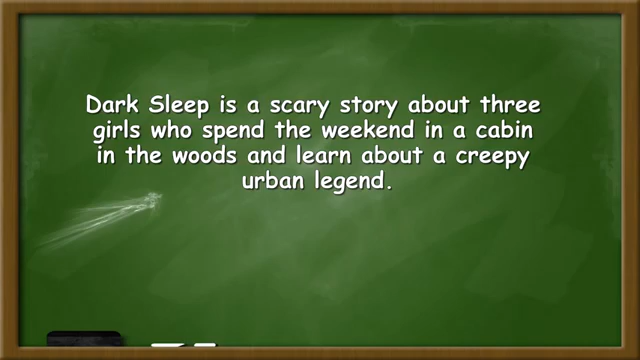 Dark Sleep is a scary story about three
girls who spend the weekend in a cabin
in the woods and learn about a creepy
urban legend.